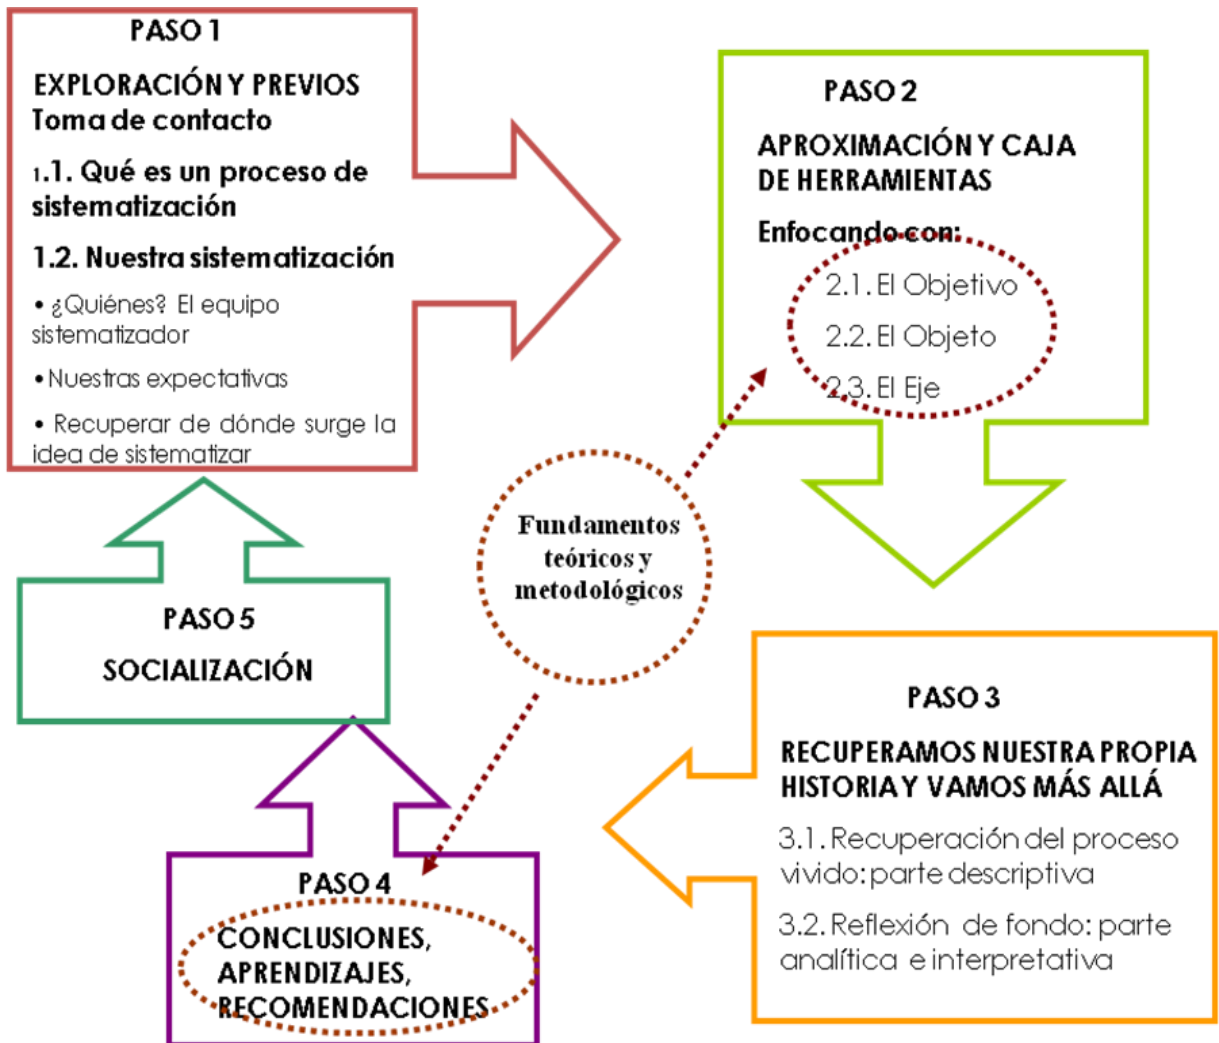 PASO 1
EXPLORACIÓN Y PREVIOS
Toma de contacto
1.1. Qué es un proceso de
sistematización
1.2. Nuestra sistematización
• ¿Quiénes? El equipo
sistematizador
• Nuestras expectativas
• Recuperar de dónde surge la
idea de sistematizar
PASO 2
APROXIMACIÓN Y CAJA
DE HERRAMIENTAS
Enfocando con:
2.1. El Objetivo
2.2. El Objeto
2.3. El Eje
Fundamentos
teóricos y
metodológicos
PASO 3
RECUPERAMOS NUESTRA PROPIA
HISTORIA Y VAMOS MÁS ALLÁ
3.1. Recuperación del proceso
vivido: parte descriptiva
3.2. Reflexión de fondo: parte
analítica e interpretativa
PASO 4
CONCLUSIONES,
APRENDIZAJES,
RECOMENDACIONES
PASO 5
SOCIALIZACIÓN